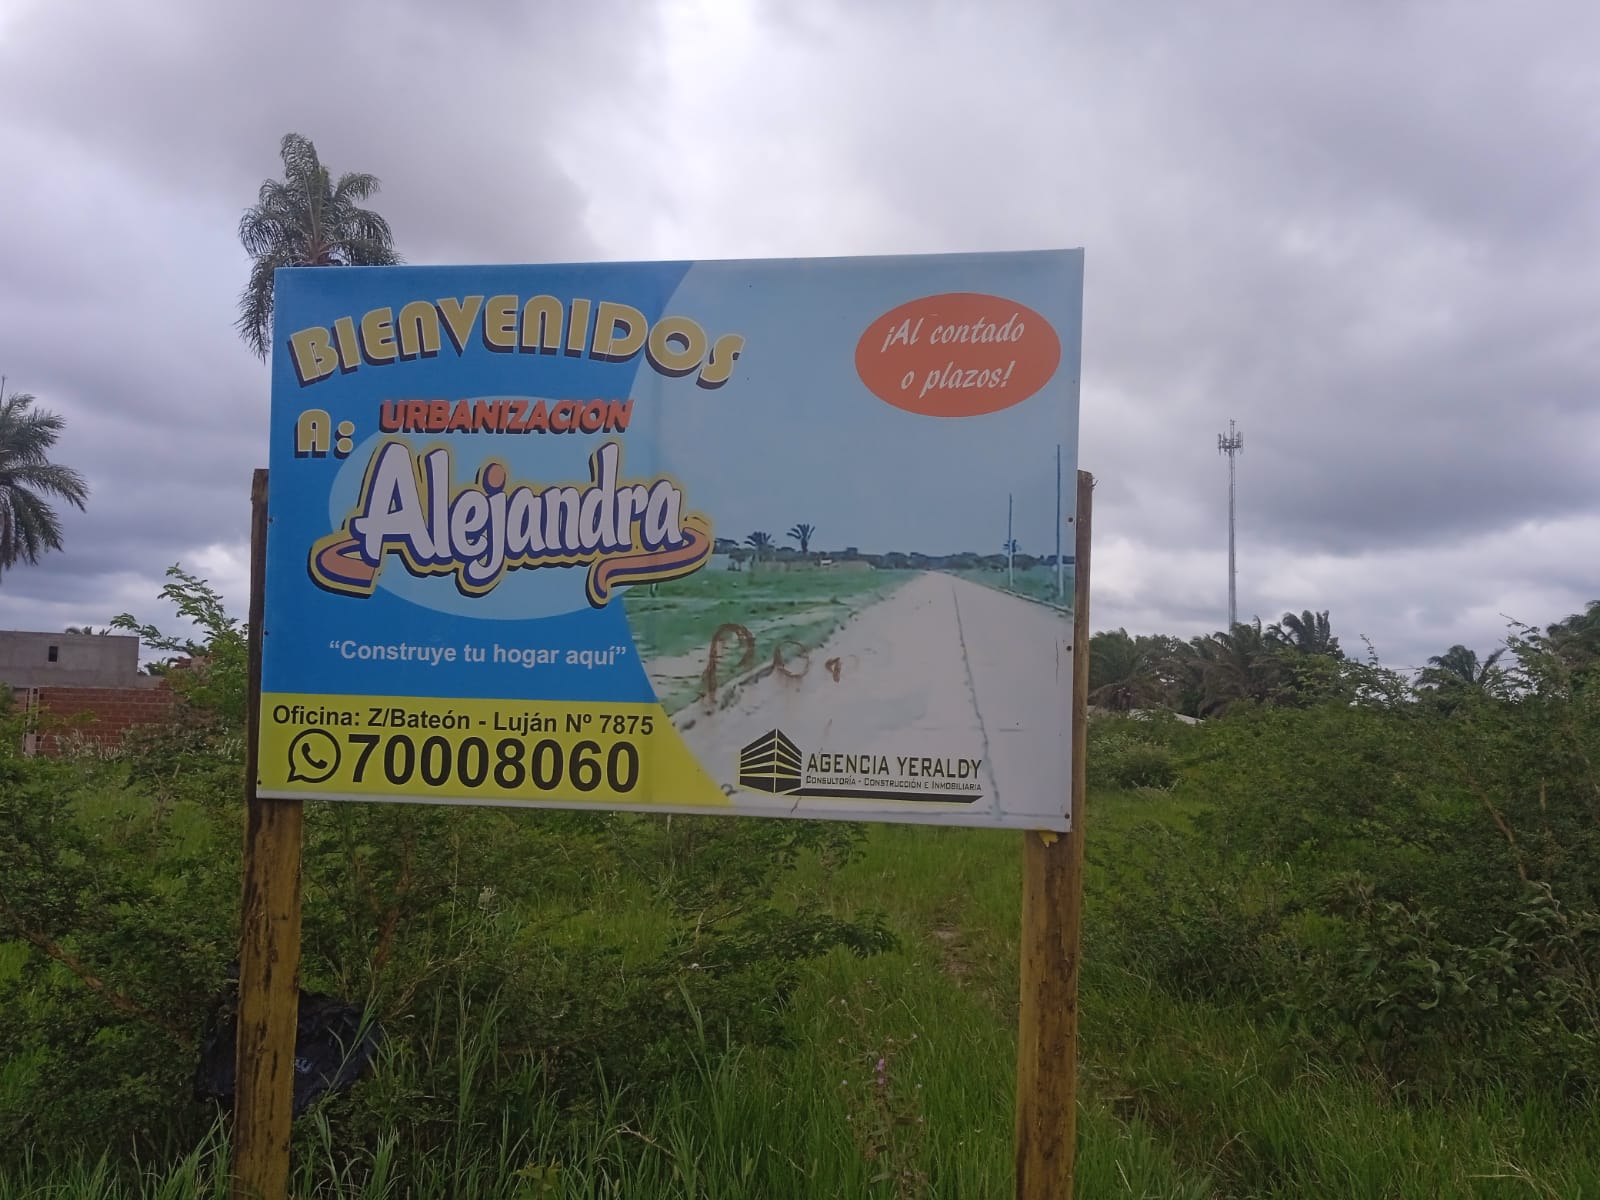 BIENVENIDOS
A: URBANIZACION
Alejandra
"Construye tu hogar aquí"
¡Al contado
o plazos!
Oficina: Z/Bateón - Luján Nº 7875
70008060
AGENCIA YERALDY
CONSULTORÍA - CONSTRUCCIÓN E INMOBILIARIA